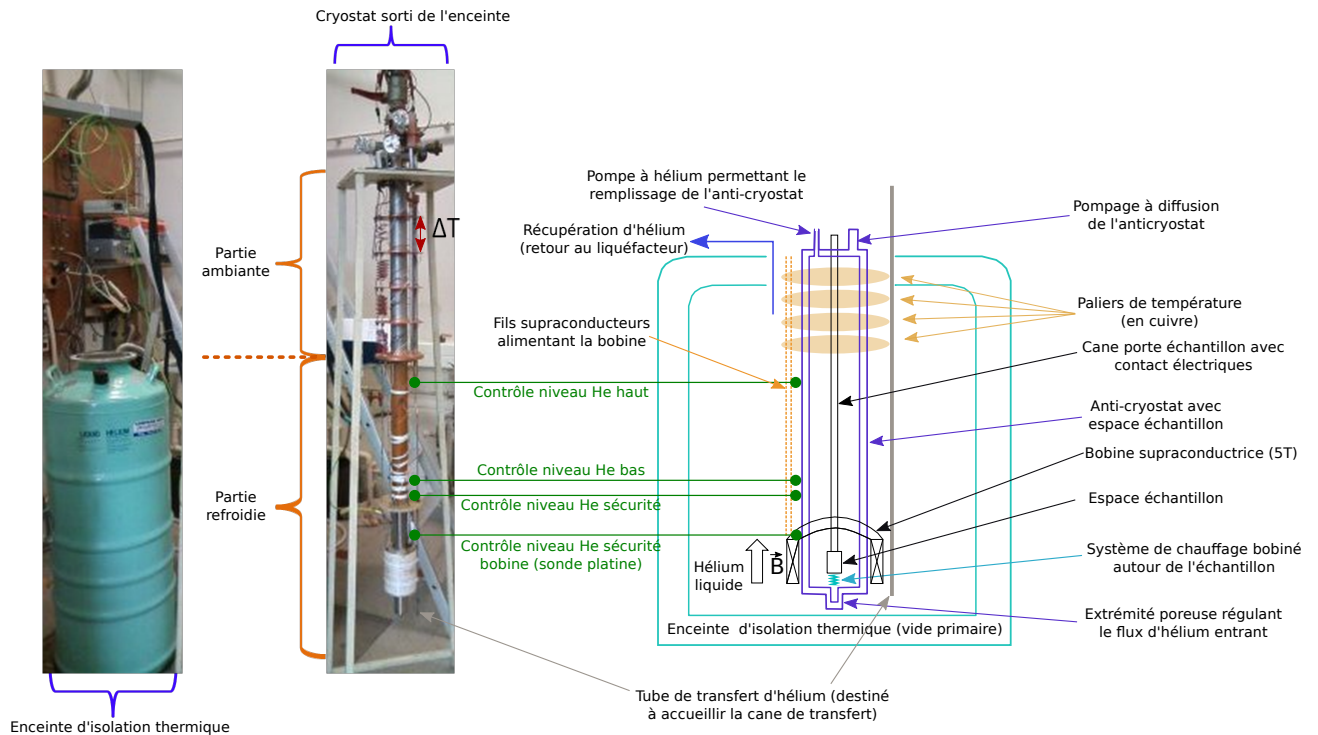 Cryostat sorti de l'enceinte
Partie
ambiante
ΔT
Partie
refroidie
Enceinte d'isolation thermique
LIQUID HELIUM
Pompe à hélium permettant le
remplissage de l'anti-cryostat
Récupération d'hélium
(retour au liquéfacteur)
Fils supraconducteurs
alimentant la bobine
Contrôle niveau He haut
Contrôle niveau He bas
Contrôle niveau He sécurité
Contrôle niveau He sécurité
bobine (sonde platine)
Hélium
liquide
B
Pompage à diffusion
de l'anticryostat
Paliers de température
(en cuivre)
Cane porte échantillon avec
contact électriques
Anti-cryostat avec
espace échantillon
Bobine supraconductrice (5T)
Espace échantillon
Système de chauffage bobiné
autour de l'échantillon
Extrémité poreuse régulant
le flux d'hélium entrant
Enceinte d'isolation thermique (vide primaire)
Tube de transfert d'hélium (destiné
à accueillir la cane de transfert)